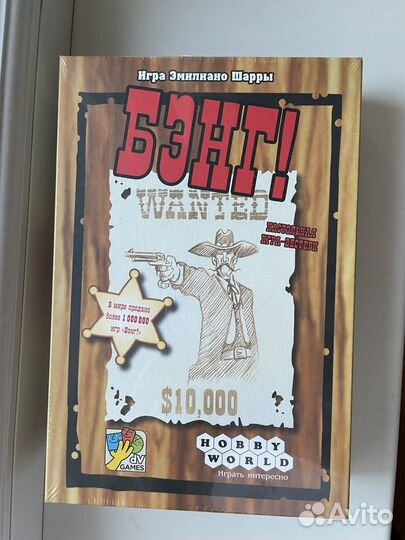 Игра Эмилиано Шарры
БЭНГ!
WANTED
НАСТОЛЬНАЯ
ИГРА-ВЕСТЕРН
В мире продано
более 1 000 000
игр «Бэнг!»
$10,000
dV
GAMES
HOBBY
WORLD
Играть интересно
Avito